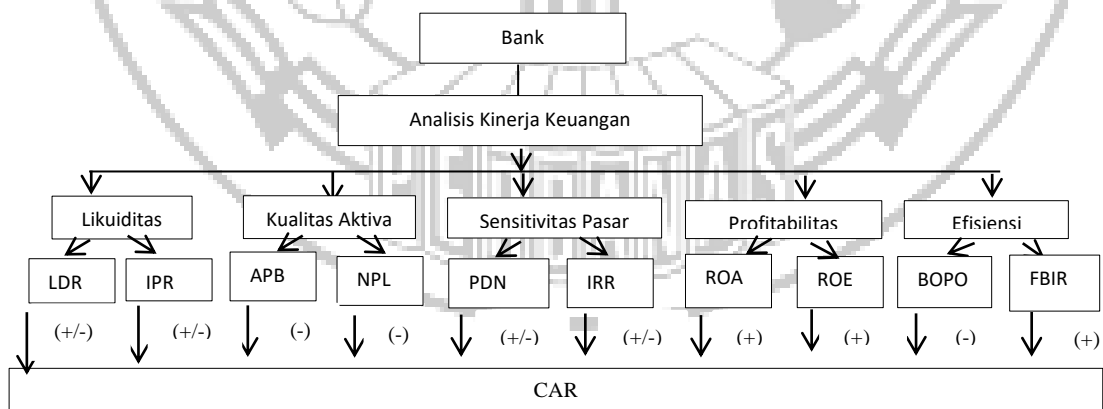 Bank
Analisis Kinerja Keuangan
Likuiditas Kualitas Aktiva Sensitivitas Pasar Profitabilitas Efisiensi
LDR IPR APB NPL PDN IRR ROA ROE BOPO FBIR
(+/-) (+/-) (-) (-) (+/-) (+/-) (+) (+) (-) (+)
CAR